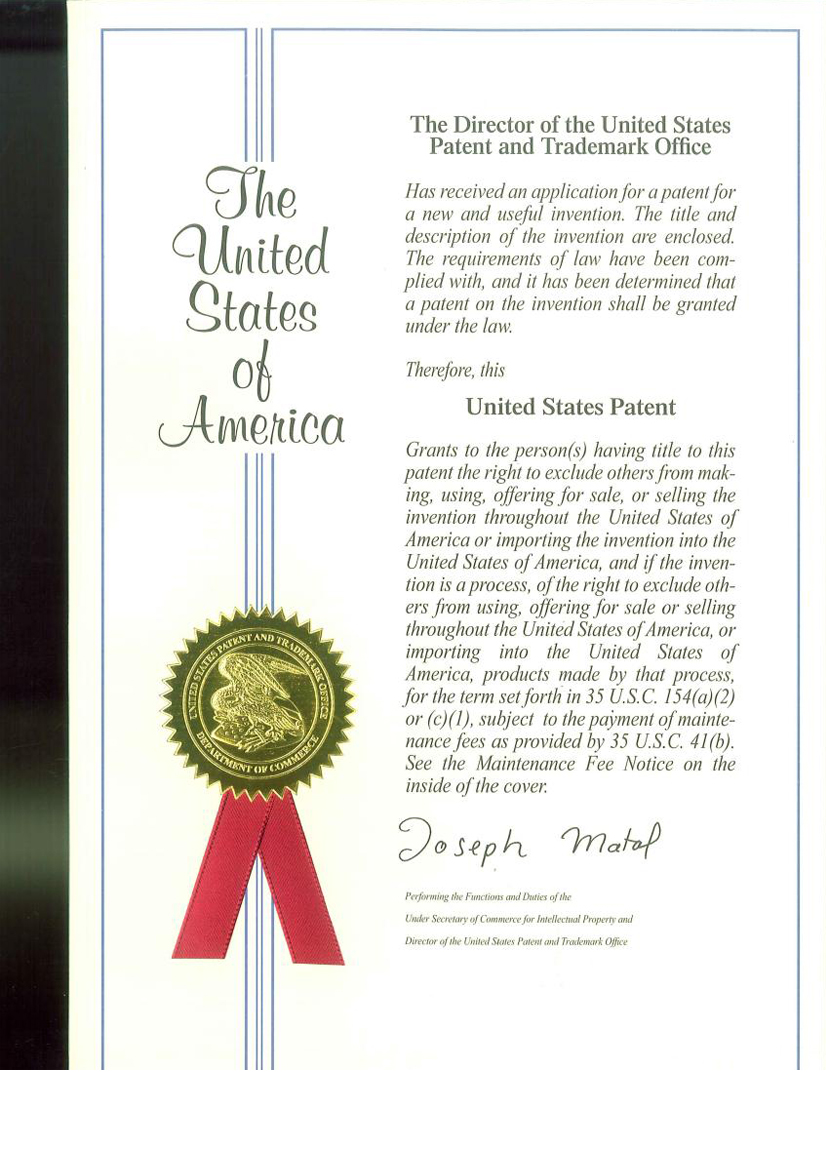 The
United
States
of
America
The Director of the United States
Patent and Trademark Office
Has received an application for a patent for
a new and useful invention. The title and
description of the invention are enclosed.
The requirements of law have been com-
plied with, and it has been determined that
a patent on the invention shall be granted
under the law.
Therefore, this
United States Patent
Grants to the person(s) having title to this
patent the right to exclude others from mak-
ing, using, offering for sale, or selling the
invention throughout the United States of
America or importing the invention into the
United States of America, and if the inven-
tion is a process, of the right to exclude oth-
ers from using, offering for sale or selling
throughout the United States of America, or
importing into the United States of
America, products made by that process,
for the term set forth in 35 U.S.C. 154(a)(2)
or (c)(1), subject to the payment of mainte-
nance fees as provided by 35 U.S.C. 41(b).
See the Maintenance Fee Notice on the
inside of the cover.
UNITED STATES PATENT AND TRADEMARK OFFICE
DEPARTMENT OF COMMERCE
Joseph Matal
Performing the Functions and Duties of the
Under Secretary of Commerce for Intellectual Property and
Director of the United States Patent and Trademark Office